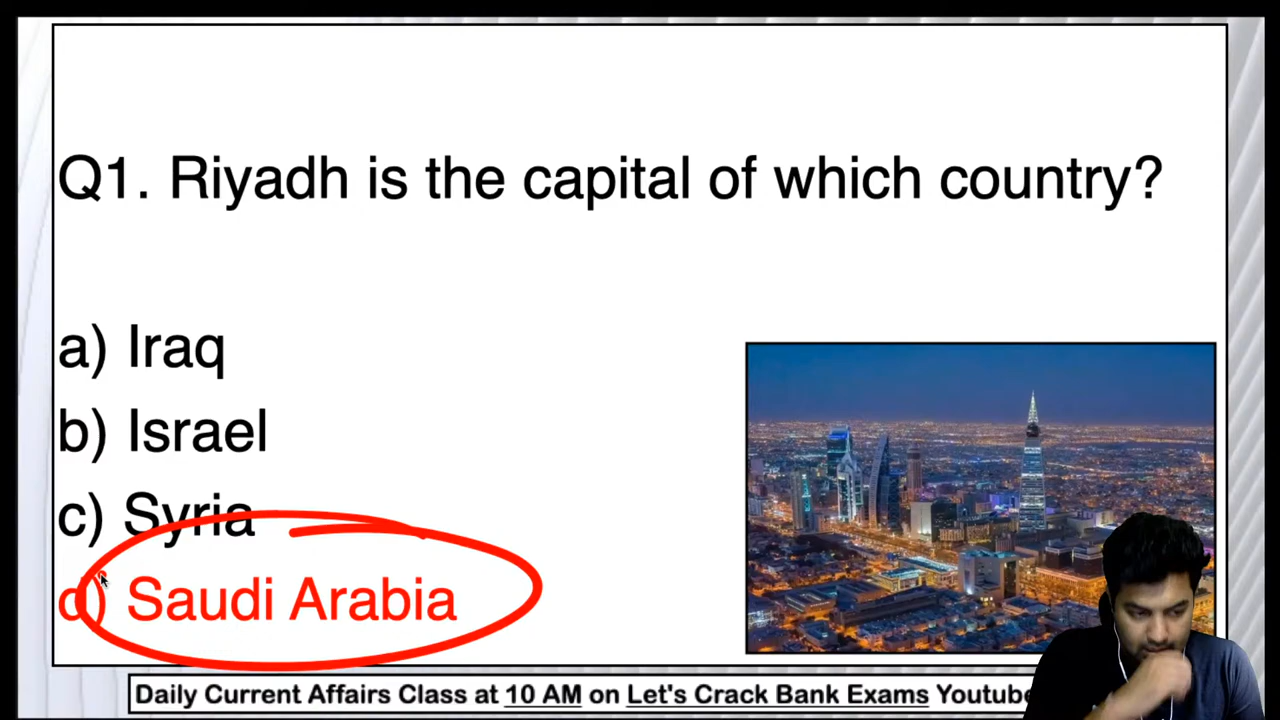 Q1. Riyadh is the capital of which country?
a) Iraq
b) Israel
c) Syria
d) Saudi Arabia
Daily Current Affairs Class at 10 AM on Let's Crack Bank Exams Youtube